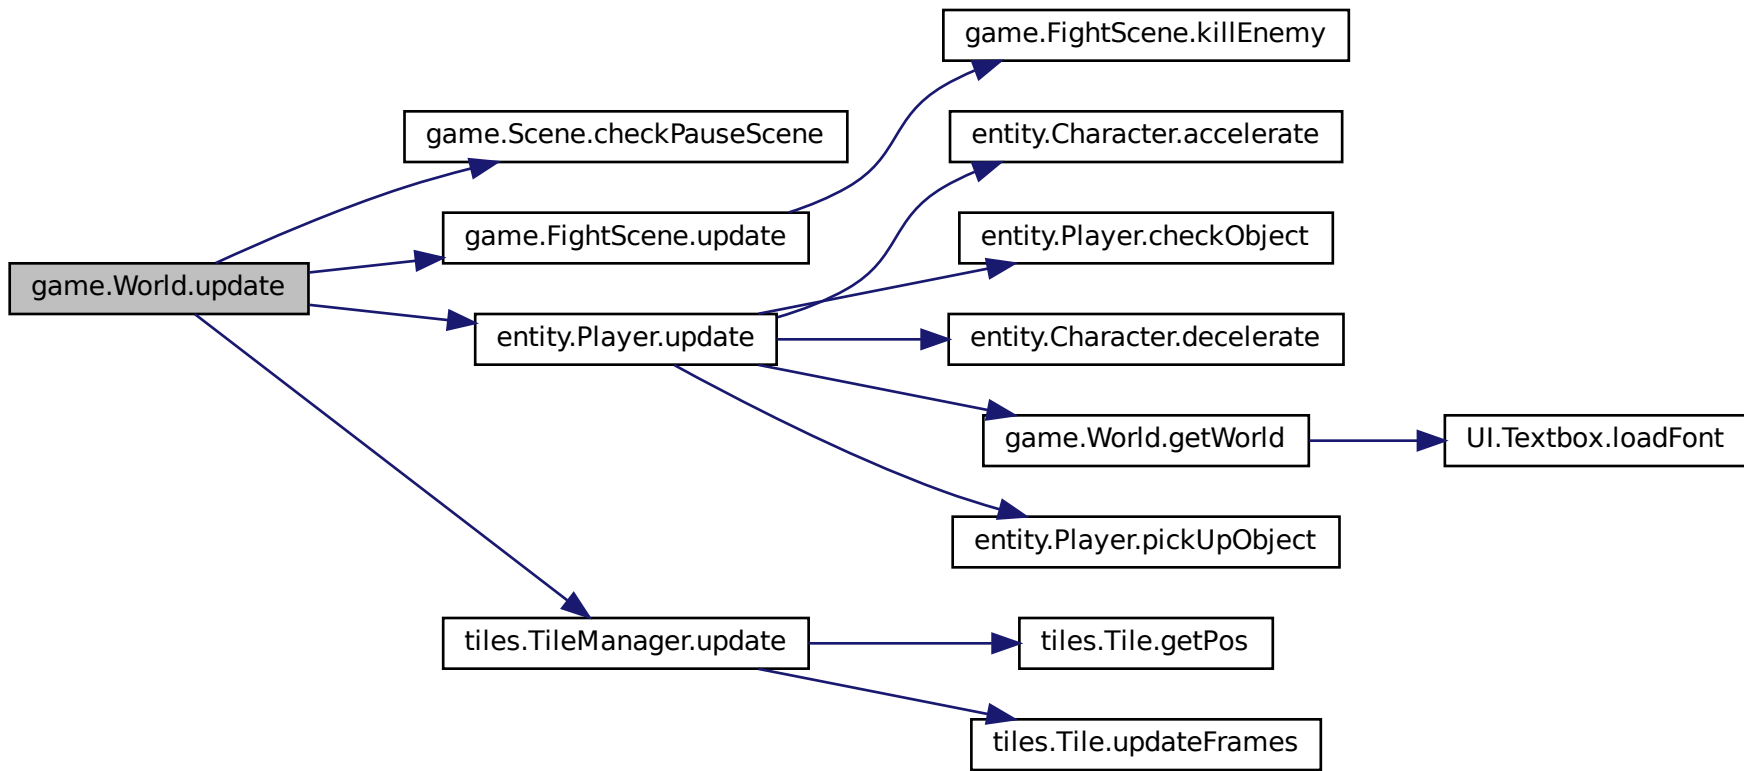 game.FightScene.killEnemy
game.Scene.checkPauseScene
entity.Character.accelerate
game.FightScene.update
entity.Player.checkObject
game.World.update
entity.Player.update
entity.Character.decelerate
game.World.getWorld
UI.Textbox.loadFont
entity.Player.pickUpObject
tiles.TileManager.update
tiles.Tile.getPos
tiles.Tile.updateFrames